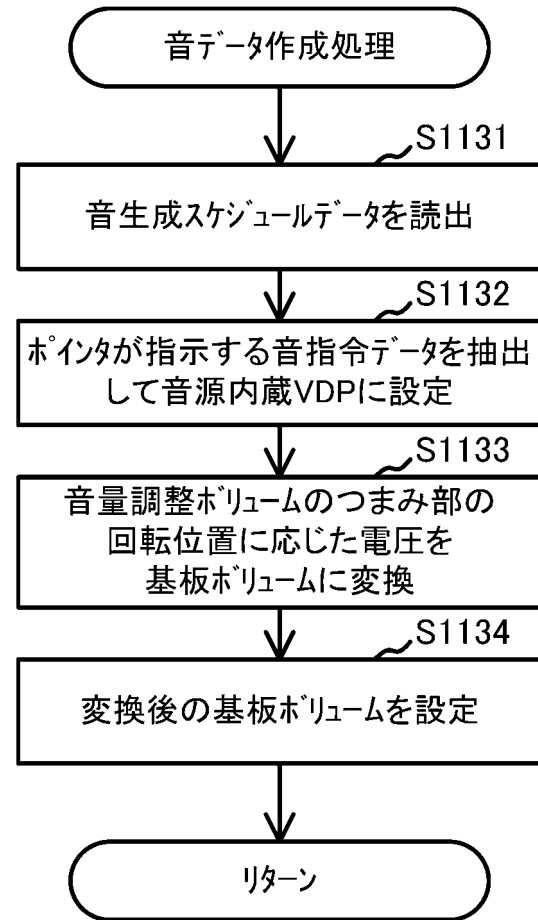 音ﾃﾞｰﾀ作成処理
S1131
音生成ｽｹｼﾞｭｰﾙﾃﾞｰﾀを読出
S1132
ﾎﾟｲﾝﾀが指示する音指令ﾃﾞｰﾀを抽出
して音源内蔵VDPに設定
S1133
音量調整ﾎﾞﾘｭｰﾑのつまみ部の
回転位置に応じた電圧を
基板ﾎﾞﾘｭｰﾑに変換
S1134
変換後の基板ﾎﾞﾘｭｰﾑを設定
ﾘﾀｰﾝ